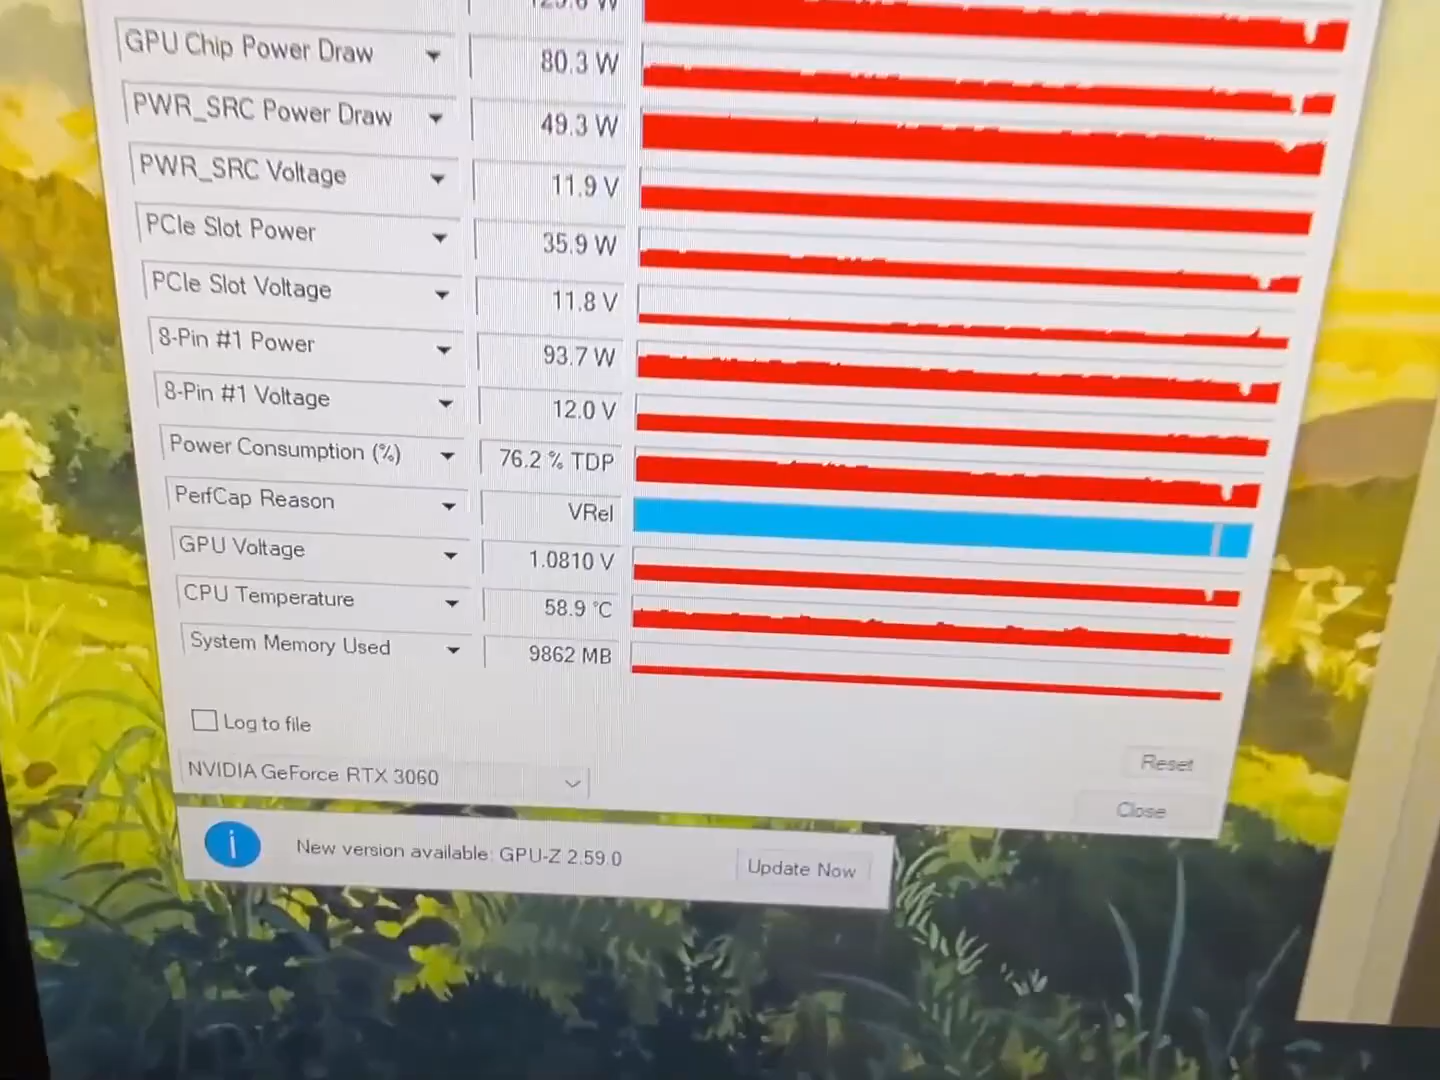 GPU Chip Power Draw 80.3 W
PWR_SRC Power Draw 49.3 W
PWR_SRC Voltage 11.9 V
PCIe Slot Power 35.9 W
PCIe Slot Voltage 11.8 V
8-Pin #1 Power 93.7 W
8-Pin #1 Voltage 12.0 V
Power Consumption (%) 76.2 % TDP
PerfCap Reason VRel
GPU Voltage 1.0810 V
CPU Temperature 58.9 °C
System Memory Used 9862 MB
Log to file
NVIDIA GeForce RTX 3060
Reset
Close
New version available: GPU-Z 2.59.0
Update Now